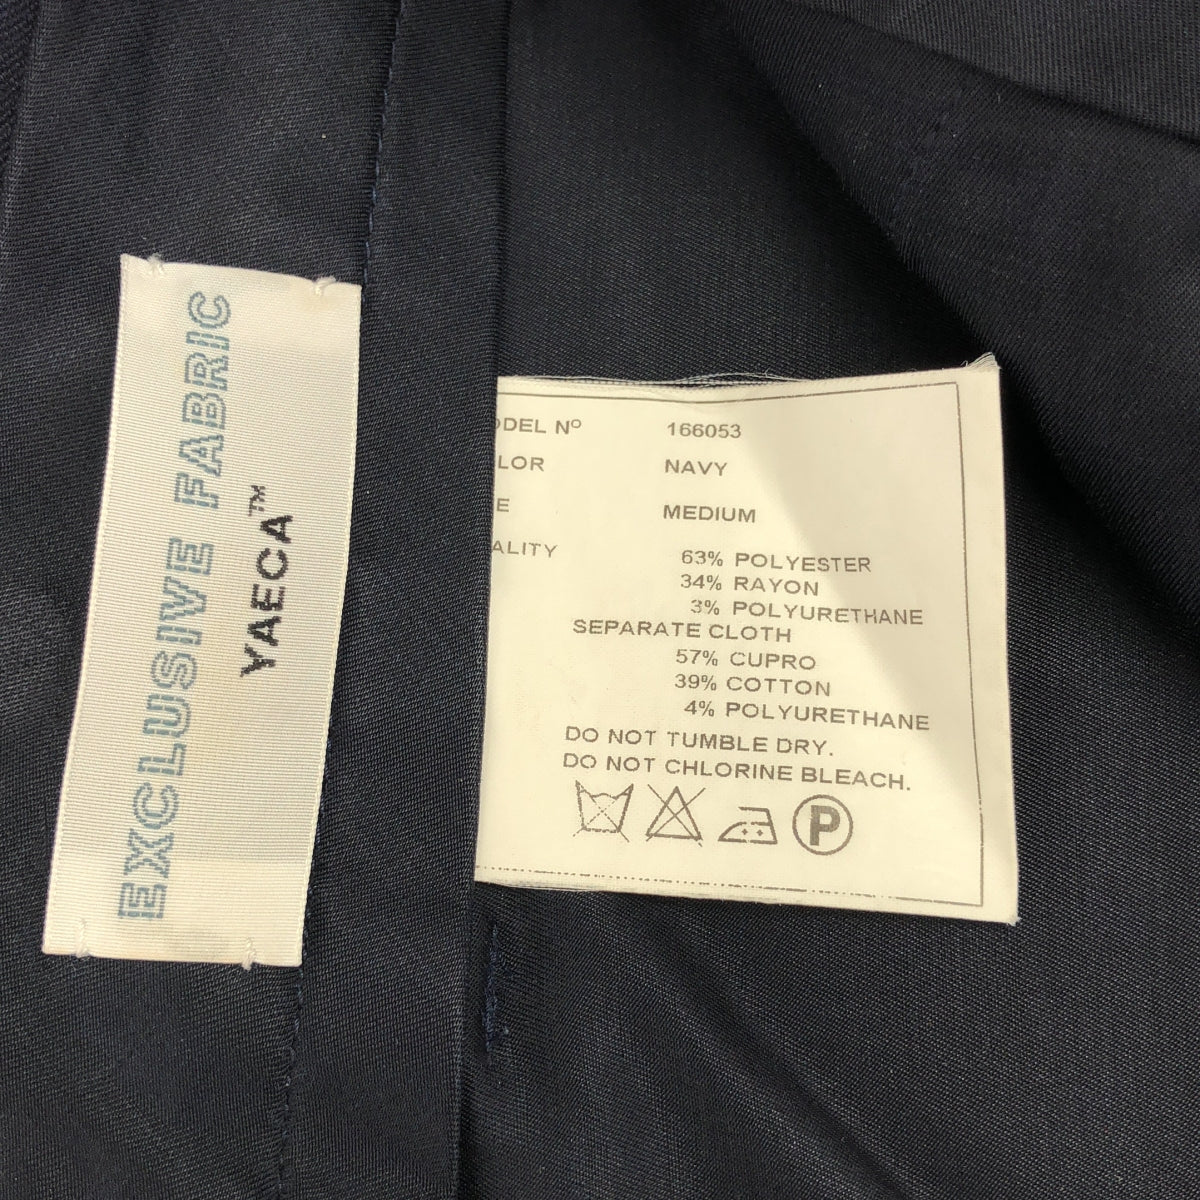 EXCLUSIVE FABRIC
YAECA™
ODEL Nº 166053
LOR NAVY
E MEDIUM
ALITY 63% POLYESTER
34% RAYON
3% POLYURETHANE
SEPARATE CLOTH
57% CUPRO
39% COTTON
4% POLYURETHANE
DO NOT TUMBLE DRY.
DO NOT CHLORINE BLEACH.
P